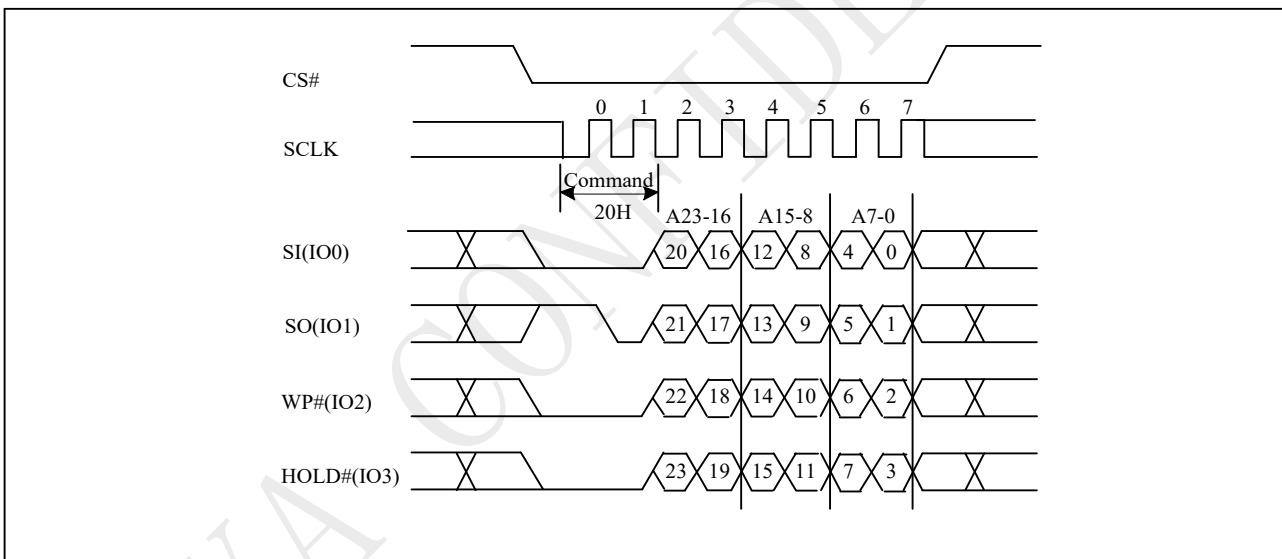 CS#
0 1 2 3 4 5 6 7
SCLK
Command
20H A23-16 A15-8 A7-0
SI(IO0) 20 16 12 8 4 0
SO(IO1) 21 17 13 9 5 1
WP#(IO2) 22 18 14 10 6 2
HOLD#(IO3) 23 19 15 11 7 3